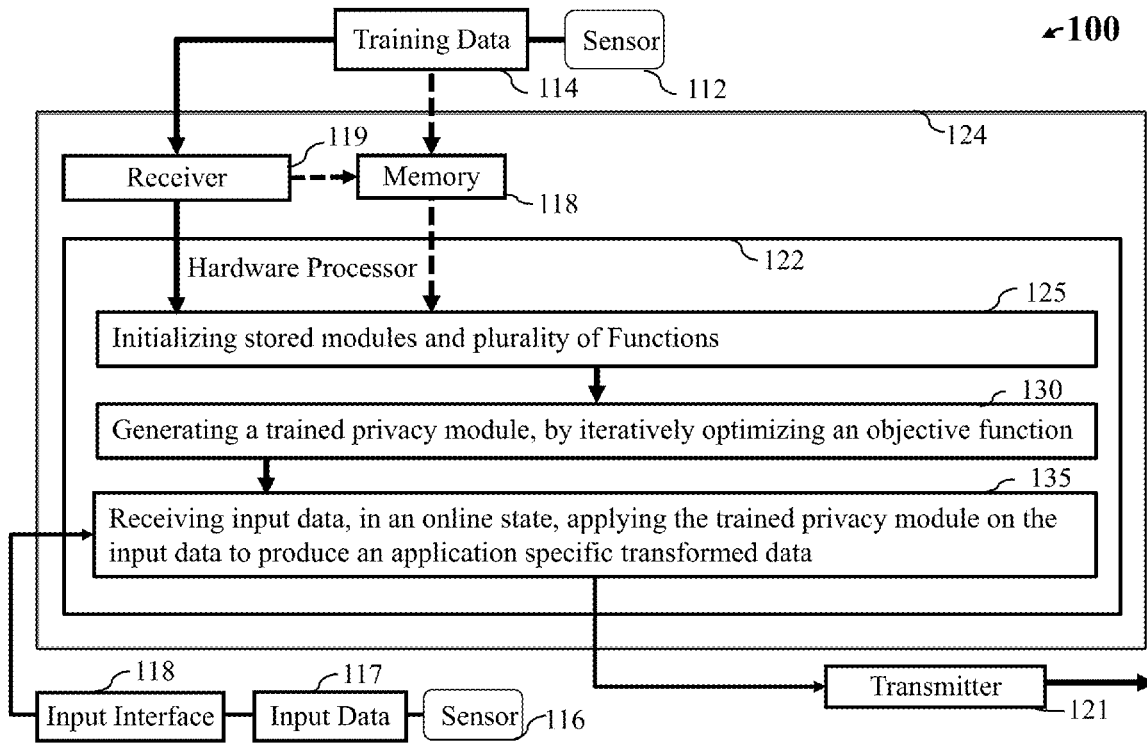 100
Training Data
Sensor
114
112
124
119
Receiver
Memory
118
122
Hardware Processor
125
Initializing stored modules and plurality of Functions
130
Generating a trained privacy module, by iteratively optimizing an objective function
135
Receiving input data, in an online state, applying the trained privacy module on the
input data to produce an application specific transformed data
118
117
Input Interface
Input Data
Sensor
116
Transmitter
121